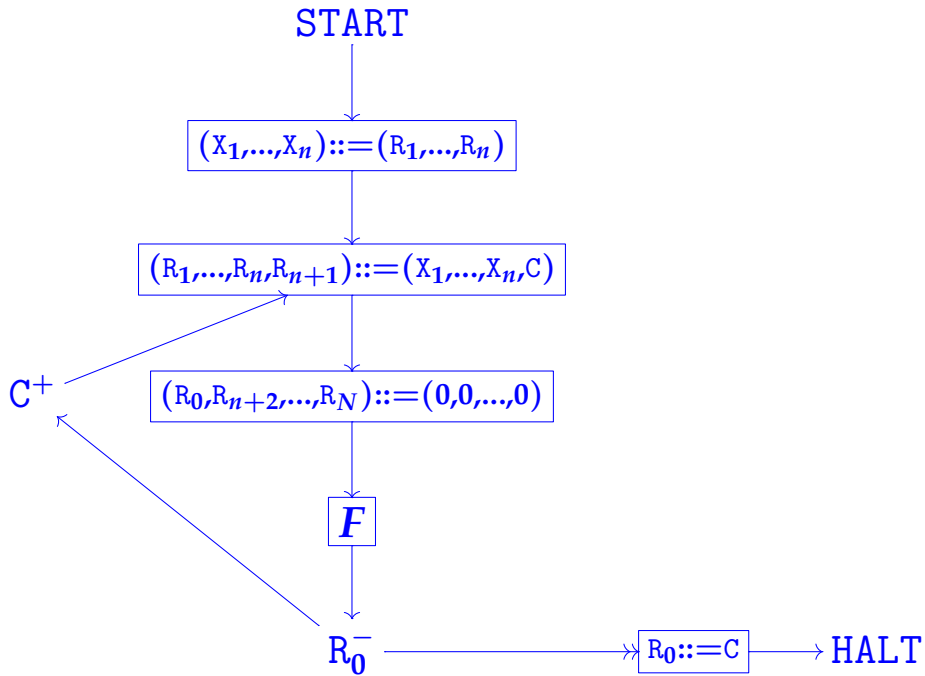 START
(X₁,...,Xₙ)::=(R₁,...,Rₙ)
(R₁,...,Rₙ,Rₙ₊₁)::=(X₁,...,Xₙ,C)
C⁺
(R₀,Rₙ₊₂,...,R_N)::=(0,0,...,0)
F
R₀⁻
R₀::=C
HALT